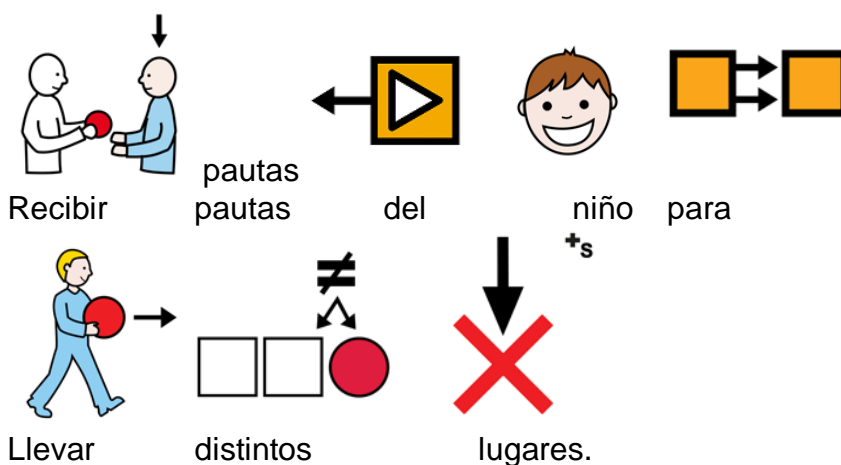 pautas
Recibir pautas del niño para
+s
Llevar distintos lugares.